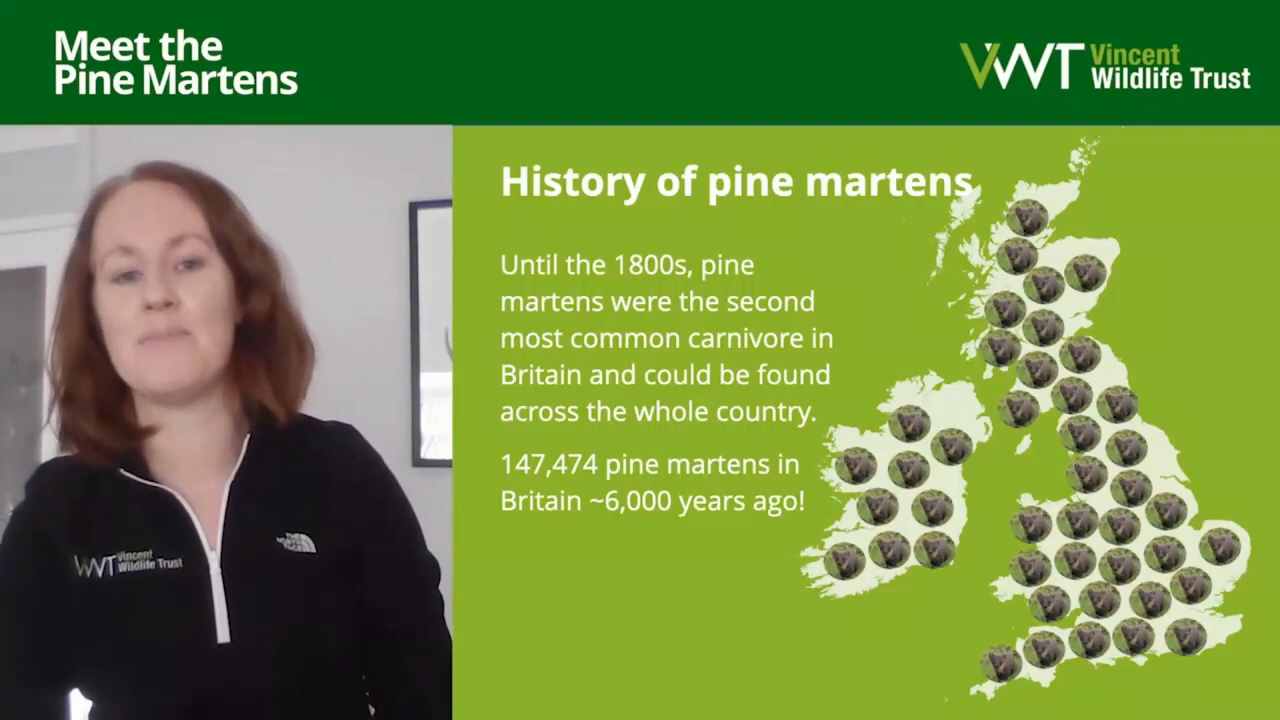 Meet the
Pine Martens
VWT Vincent
Wildlife Trust
History of pine martens
Until the 1800s, pine
martens were the second
most common carnivore in
Britain and could be found
across the whole country.
147,474 pine martens in
Britain ~6,000 years ago!
VWT Vincent
Wildlife Trust